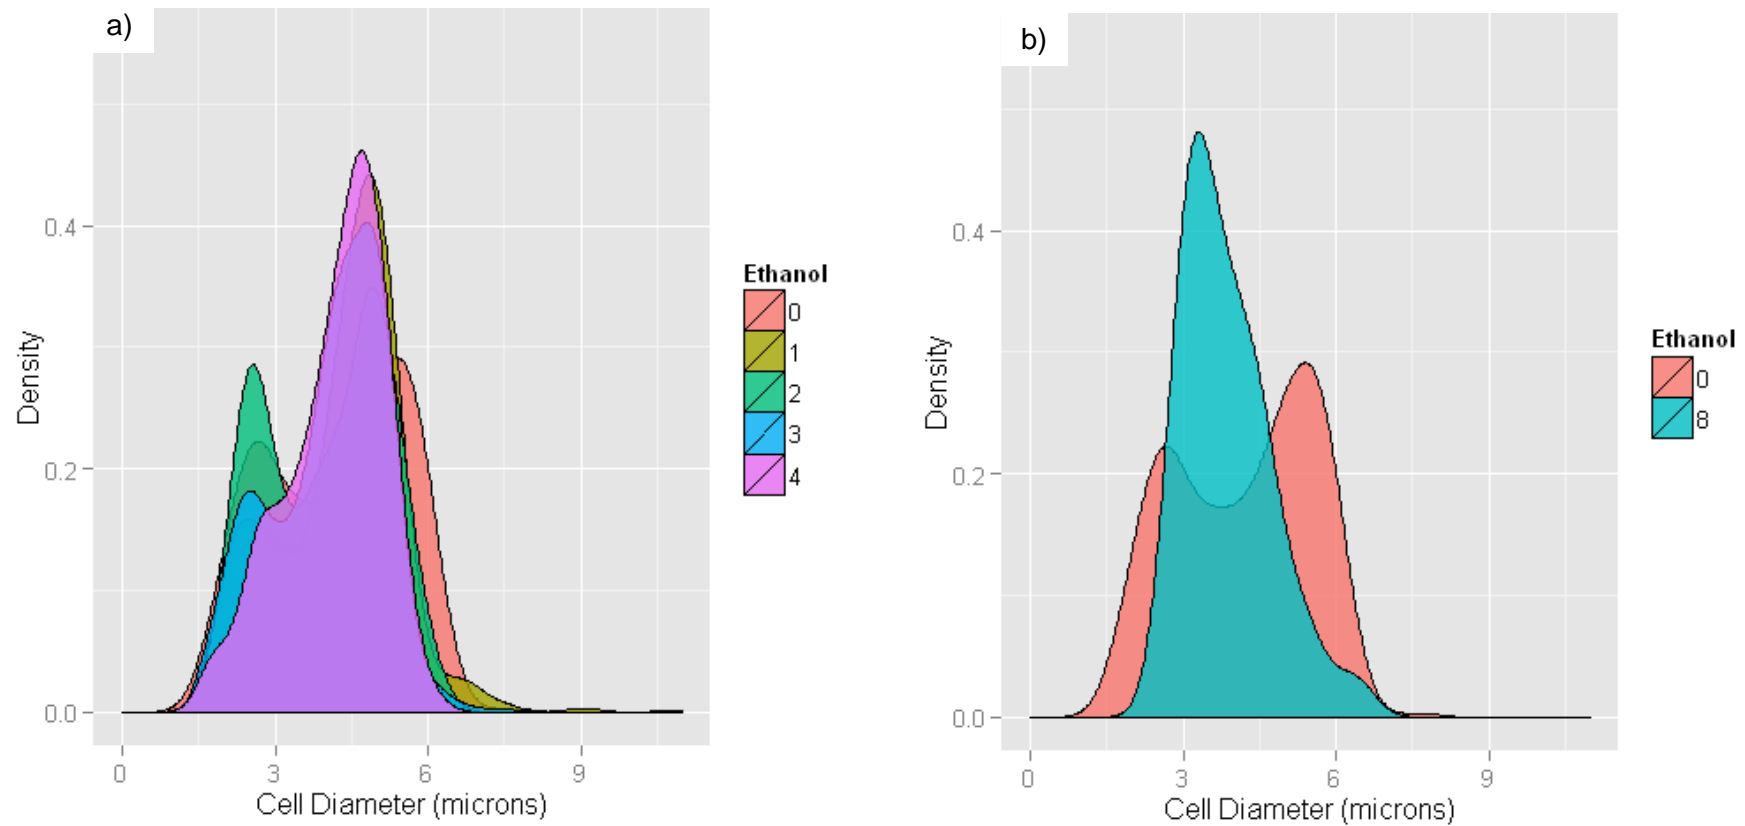 a)
Density
0.4
0.2
0.0
0 3 6 9
Cell Diameter (microns)
Ethanol
0
1
2
3
4
b)
Density
0.4
0.2
0.0
0 3 6 9
Cell Diameter (microns)
Ethanol
0
8